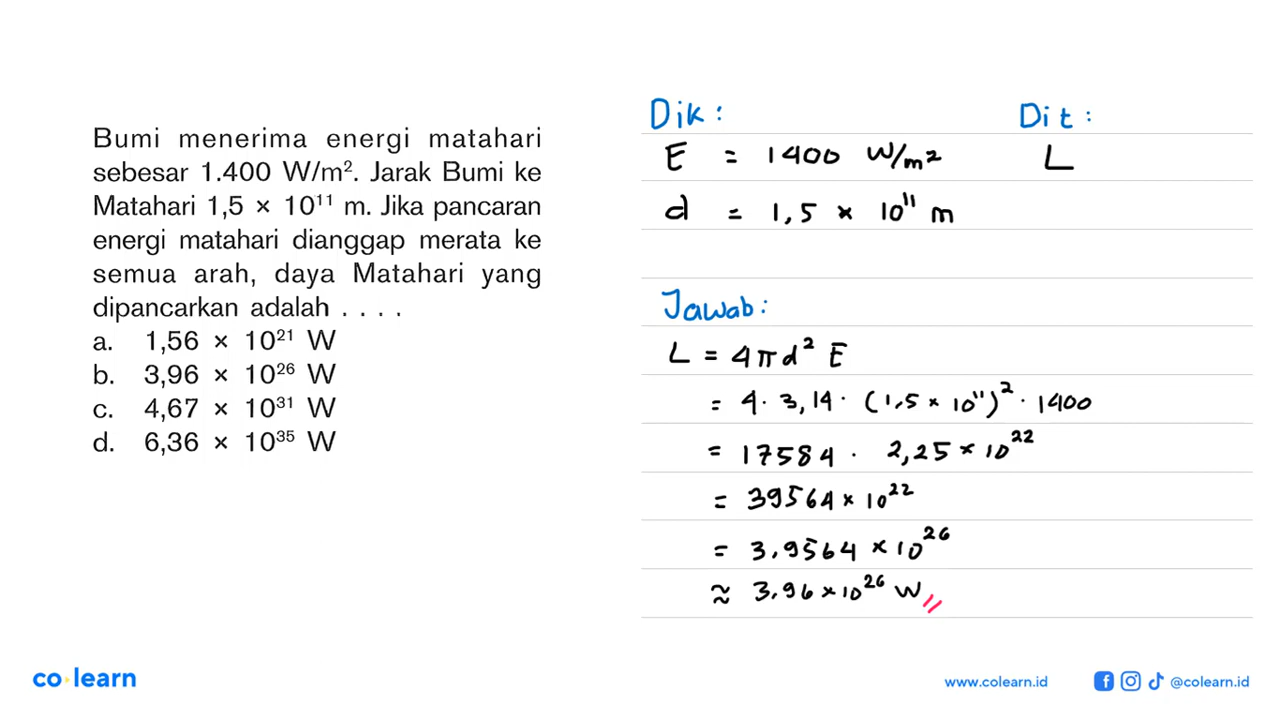 Bumi menerima energi matahari
sebesar 1.400 W/m². Jarak Bumi ke
Matahari 1,5 × 10¹¹ m. Jika pancaran
energi matahari dianggap merata ke
semua arah, daya Matahari yang
dipancarkan adalah . . . .
a. 1,56 × 10²¹ W
b. 3,96 × 10²⁶ W
c. 4,67 × 10³¹ W
d. 6,36 × 10³⁵ W
Dik : Dit :
E = 1400 W/m² L
d = 1,5 × 10¹¹ m
Jawab :
L = 4πd² E
= 4 . 3,14 . (1,5 × 10¹¹)² . 1400
= 17584 . 2,25 × 10²²
= 39564 × 10²²
= 3.9564 × 10²⁶
≈ 3.96 × 10²⁶ W //
co·learn
www.colearn.id @colearn.id